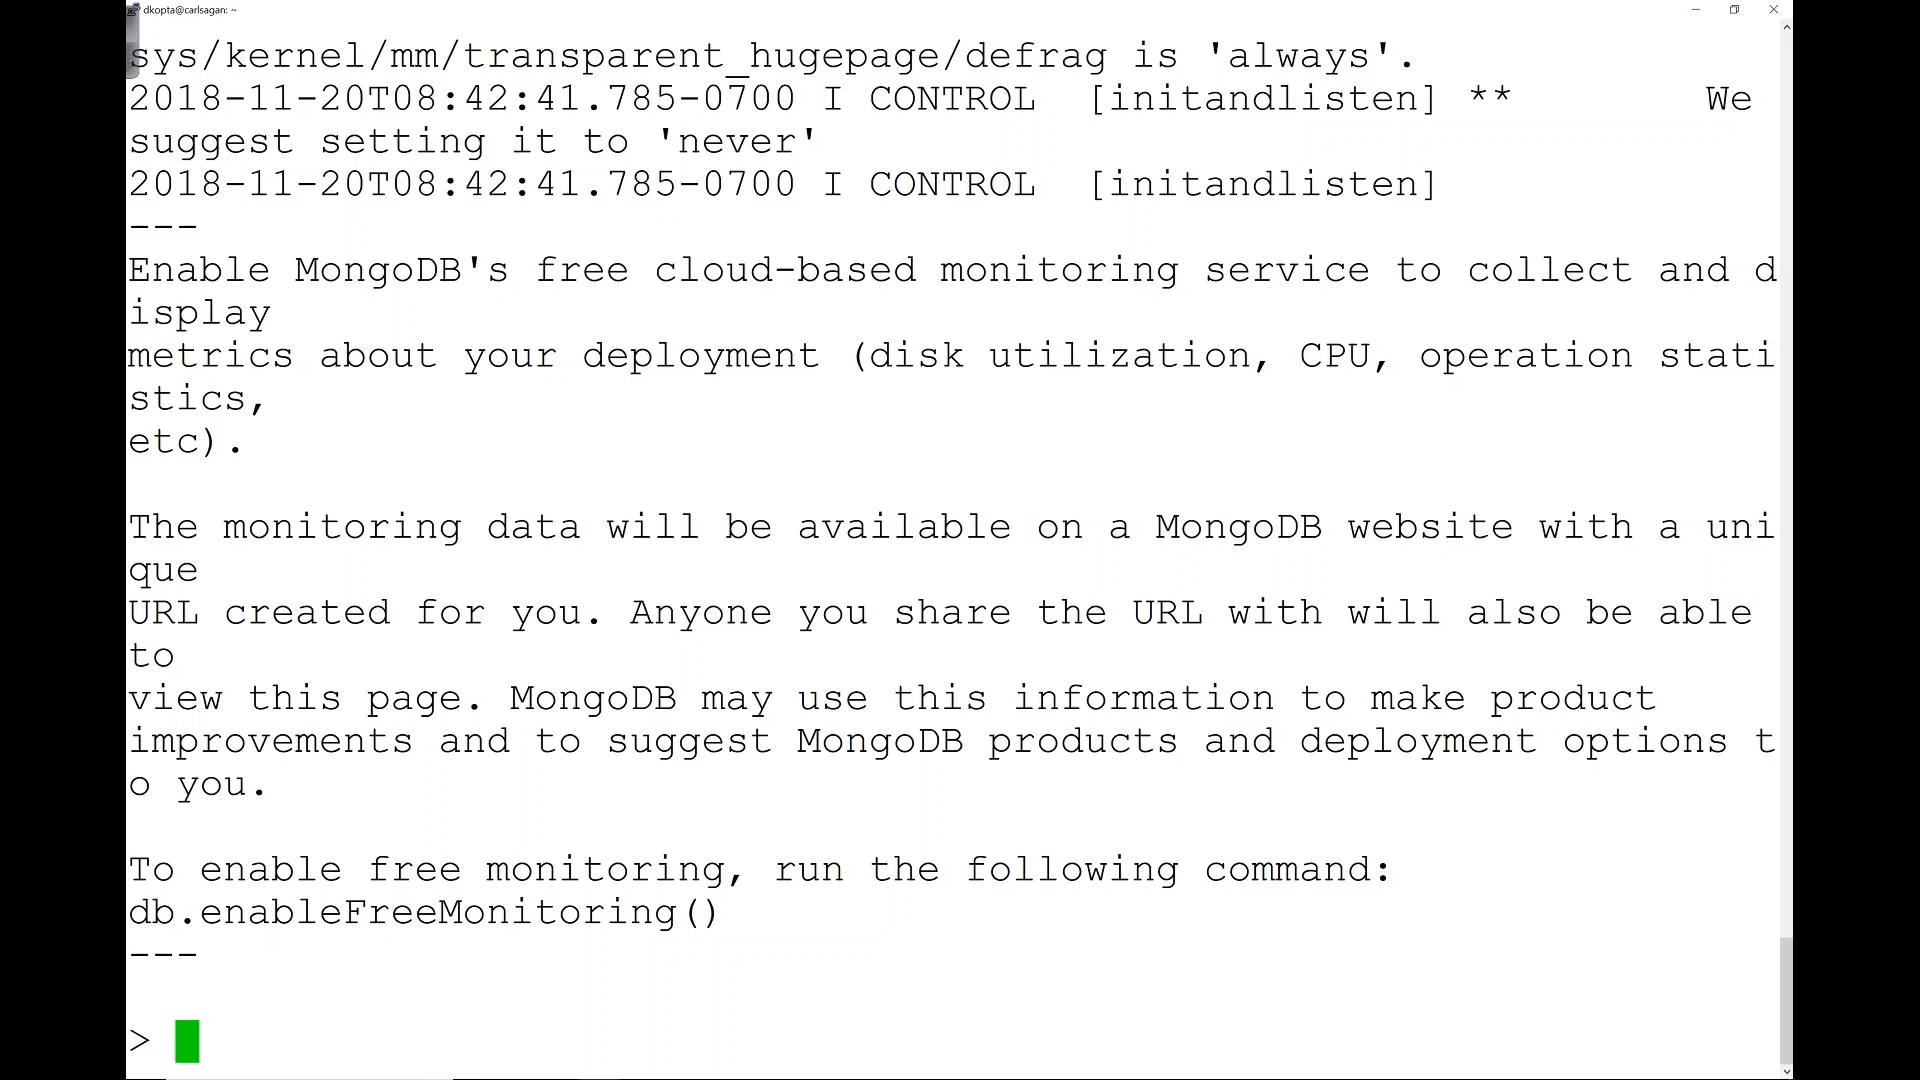 dkopta@carlsagan: ~
sys/kernel/mm/transparent_hugepage/defrag is 'always'.
2018-11-20T08:42:41.785-0700 I CONTROL  [initandlisten] **        We
suggest setting it to 'never'
2018-11-20T08:42:41.785-0700 I CONTROL  [initandlisten]
---
Enable MongoDB's free cloud-based monitoring service to collect and d
isplay
metrics about your deployment (disk utilization, CPU, operation stati
stics,
etc).
The monitoring data will be available on a MongoDB website with a uni
que
URL created for you. Anyone you share the URL with will also be able
to
view this page. MongoDB may use this information to make product
improvements and to suggest MongoDB products and deployment options t
o you.
To enable free monitoring, run the following command:
db.enableFreeMonitoring()
---
>